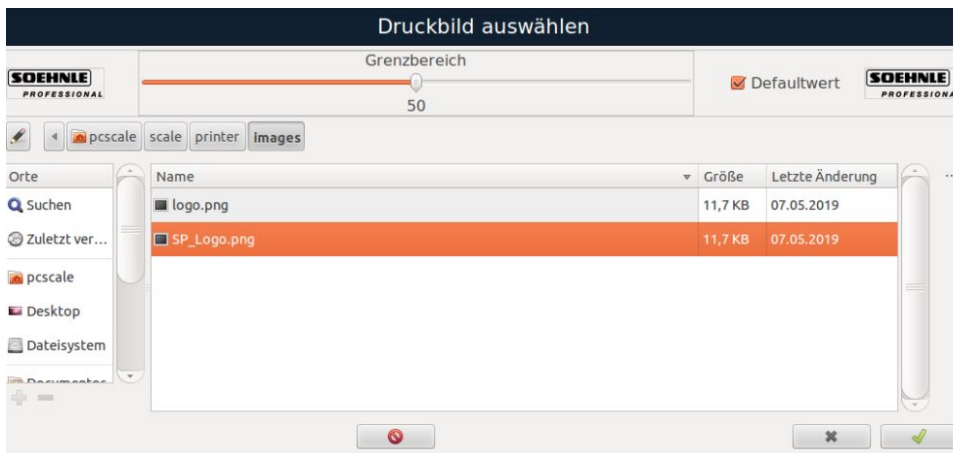 Druckbild auswählen
SOEHNLE
PROFESSIONAL
Grenzbereich
50
Defaultwert
SOEHNLE
PROFESSIONA
pcscale scale printer images
Orte
Name Größe Letzte Änderung
Suchen
logo.png 11,7 KB 07.05.2019
Zuletzt ver...
SP_Logo.png 11,7 KB 07.05.2019
pcscale
Desktop
Dateisystem